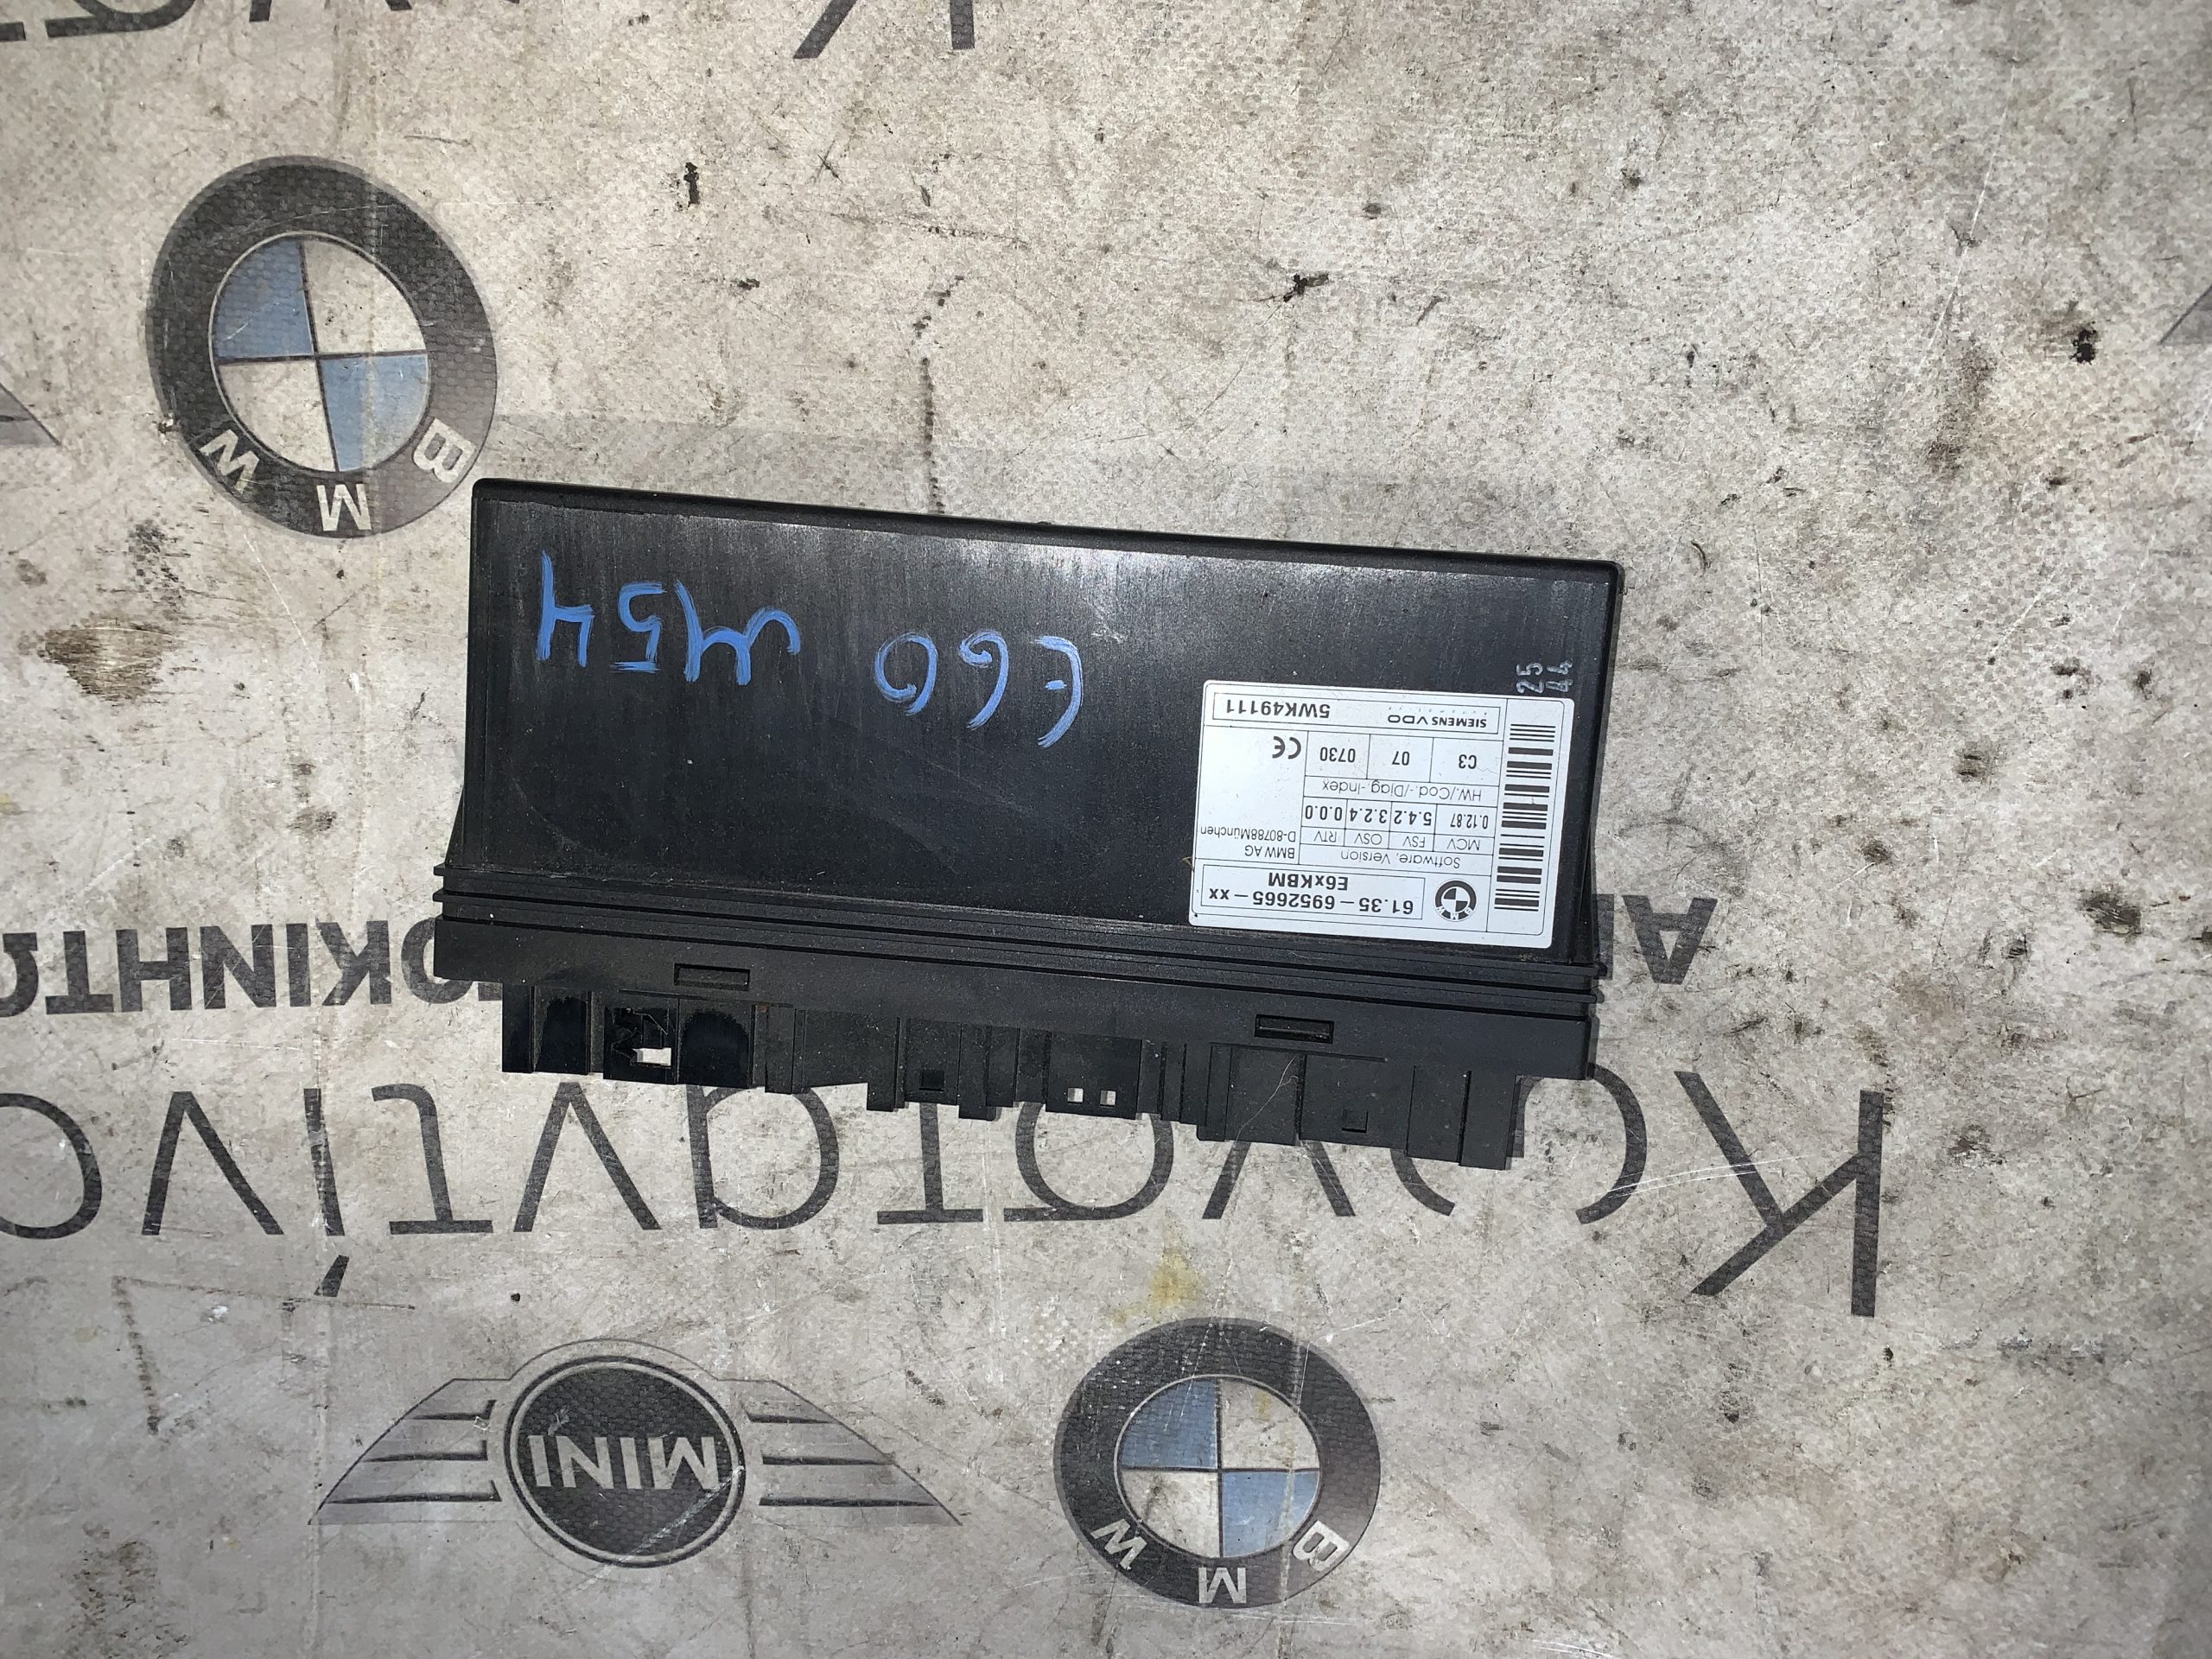 E60 M54
61.35-6952665-xx
E6xKBM
Software, Version
MCV FSV OSV RTV
0.12.87 5.4.2 3.2.4 0.0.0
BMW AG
D-80788München
HW./Cod.-/Diag.-Index
C3 07 0730 CE
SIEMENS VDO 5WK49111
25
44
BMW
MINI
BMW